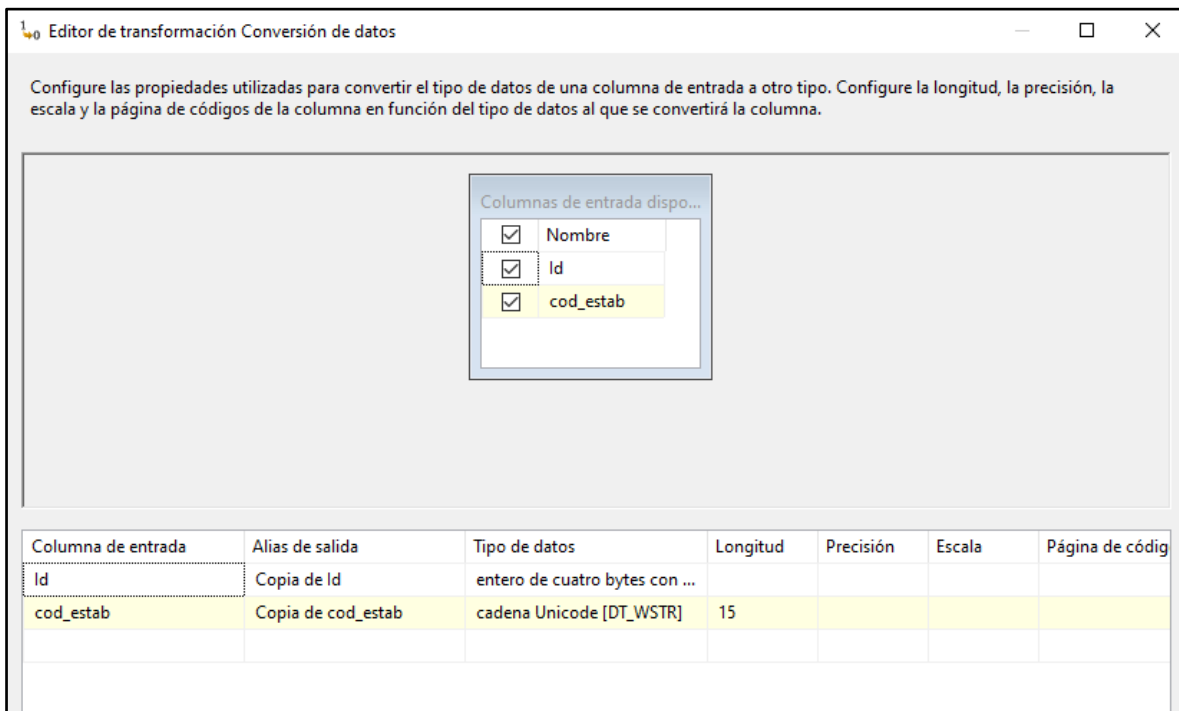 Editor de transformación Conversión de datos
Configure las propiedades utilizadas para convertir el tipo de datos de una columna de entrada a otro tipo. Configure la longitud, la precisión, la
escala y la página de códigos de la columna en función del tipo de datos al que se convertirá la columna.
Columnas de entrada dispo...
Nombre
Id
cod_estab
Columna de entrada Alias de salida Tipo de datos Longitud Precisión Escala Página de códig
Id Copia de Id entero de cuatro bytes con ...
cod_estab Copia de cod_estab cadena Unicode [DT_WSTR] 15